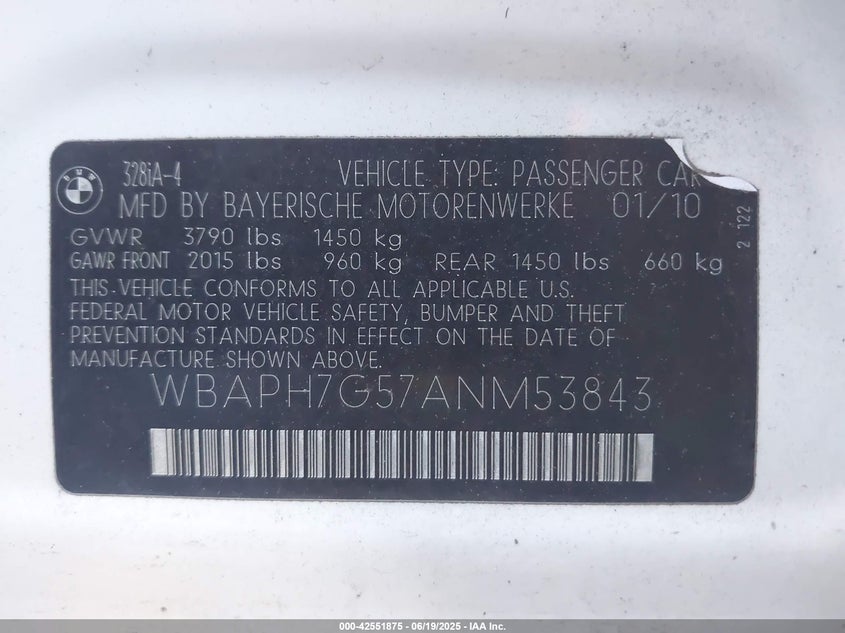 BMW
328iA-4 VEHICLE TYPE: PASSENGER CAR
MFD BY BAYERISCHE MOTORENWERKE 01/10
GVWR 3790 lbs 1450 kg
GAWR FRONT 2015 lbs 960 kg REAR 1450 lbs 660 kg
2 122
THIS VEHICLE CONFORMS TO ALL APPLICABLE U.S.
FEDERAL MOTOR VEHICLE SAFETY, BUMPER AND THEFT
PREVENTION STANDARDS IN EFFECT ON THE DATE OF
MANUFACTURE SHOWN ABOVE.
WBAPH7G57ANM53843
000-42551875 - 06/19/2025 - IAA Inc.